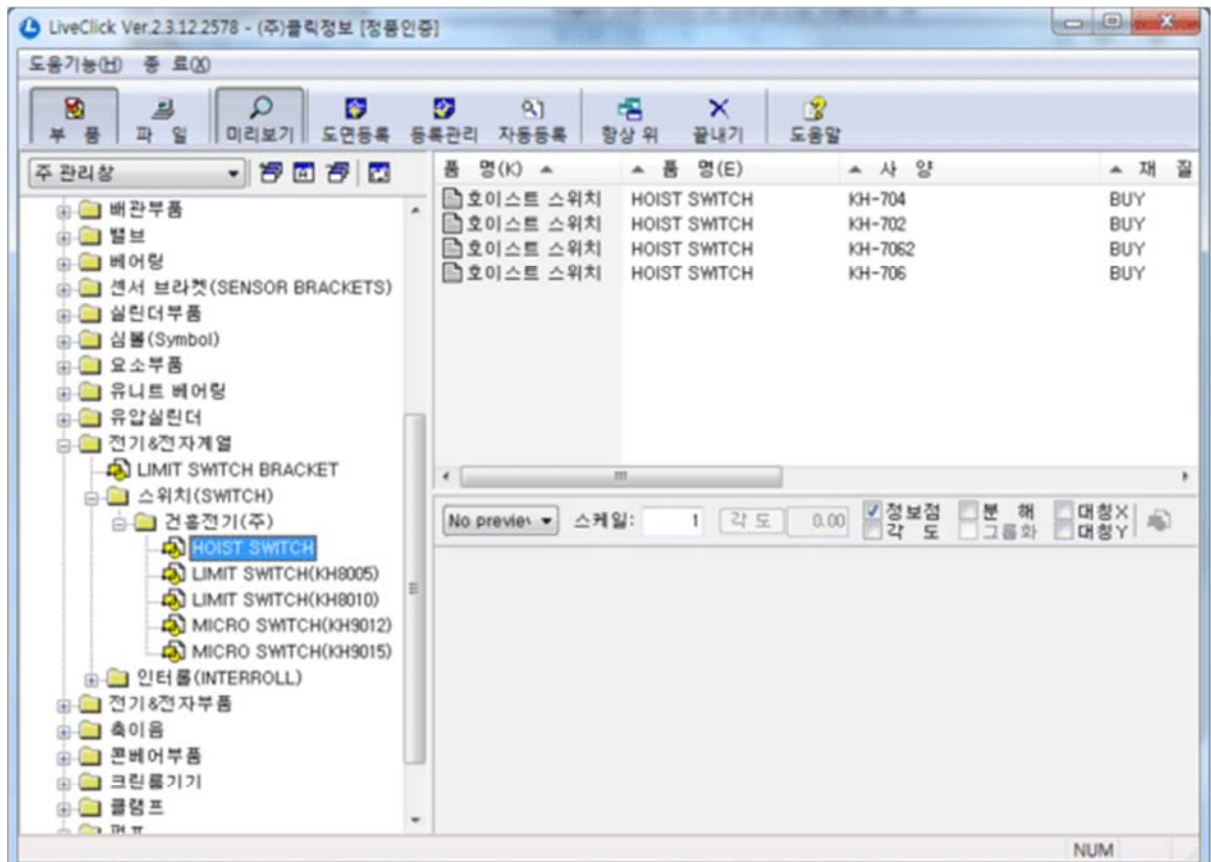 LiveClick Ver.2.3.12.2578 - (주)클릭정보 [정품인증]
도움기능(H) 종 료(X)
부 품 파 일 미리보기 도면등록 등록관리 자동등록 항상 위 끝내기 도움말
주 관리창
품 명(K) 품 명(E) 사 양 재 질
호이스트 스위치 HOIST SWITCH KH-704 BUY
호이스트 스위치 HOIST SWITCH KH-702 BUY
호이스트 스위치 HOIST SWITCH KH-7062 BUY
호이스트 스위치 HOIST SWITCH KH-706 BUY
배관부품
밸브
베어링
센서 브라켓(SENSOR BRACKETS)
실린더부품
심볼(Symbol)
요소부품
유니트 베어링
유압실린더
전기&전자계열
LIMIT SWITCH BRACKET
스위치(SWITCH)
건흥전기(주)
HOIST SWITCH
LIMIT SWITCH(KH8005)
LIMIT SWITCH(KH8010)
MICRO SWITCH(KH9012)
MICRO SWITCH(KH9015)
인터롤(INTERROLL)
전기&전자부품
축이음
콘베어부품
크린룸기기
클램프
펌프
No previe 스케일: 1 각 도 0.00 정보점 분 해 대칭X
각 도 그룹화 대칭Y
NUM